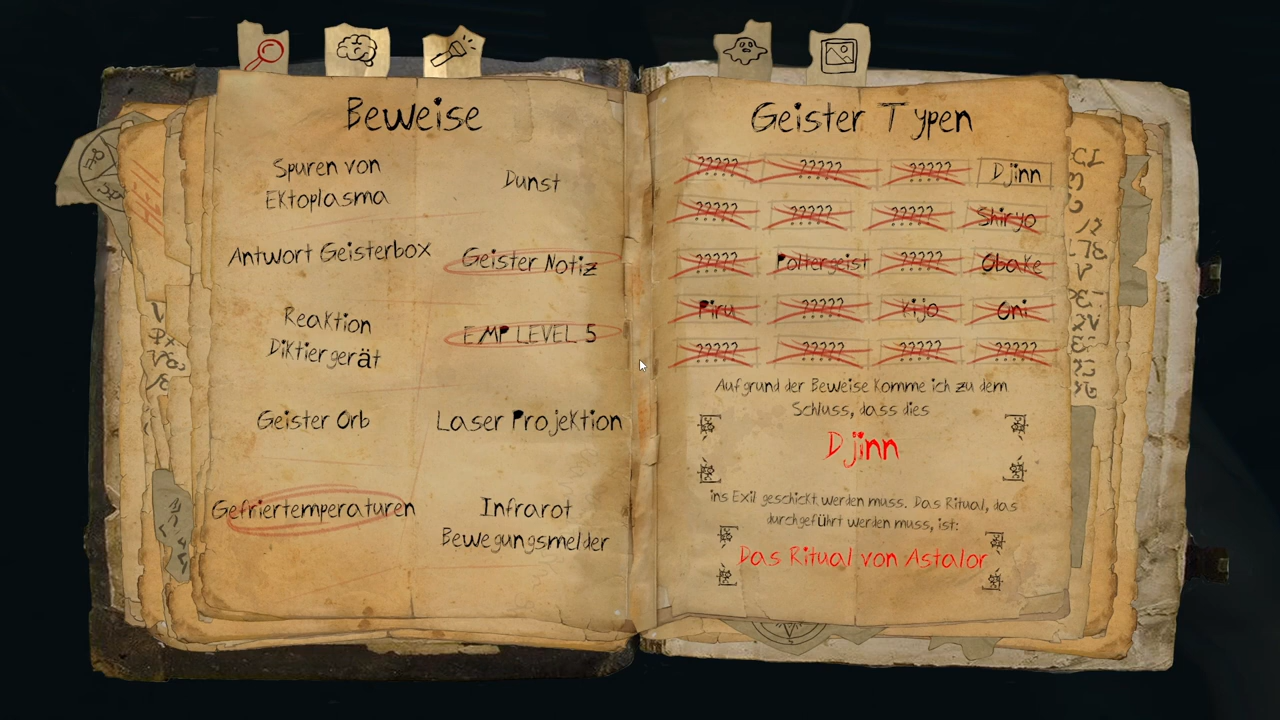 Beweise
Spuren von
Ektoplasma
Dunst
Antwort Geisterbox
Geister Notiz
Reaktion
Diktiergerät
EMP LEVEL 5
Geister Orb
Laser Projektion
Gefriertemperaturen
Infrarot
Bewegungsmelder
Geister Typen
????? ????? ????? Djinn
????? ????? ????? Shiryo
????? Poltergeist ????? Obake
Piru ????? Kijo Oni
????? ????? ????? ?????
Aufgrund der Beweise komme ich zu dem
Schluss, dass dies
Djinn
ins Exil geschickt werden muss. Das Ritual, das
durchgeführt werden muss, ist:
Das Ritual von Astalor